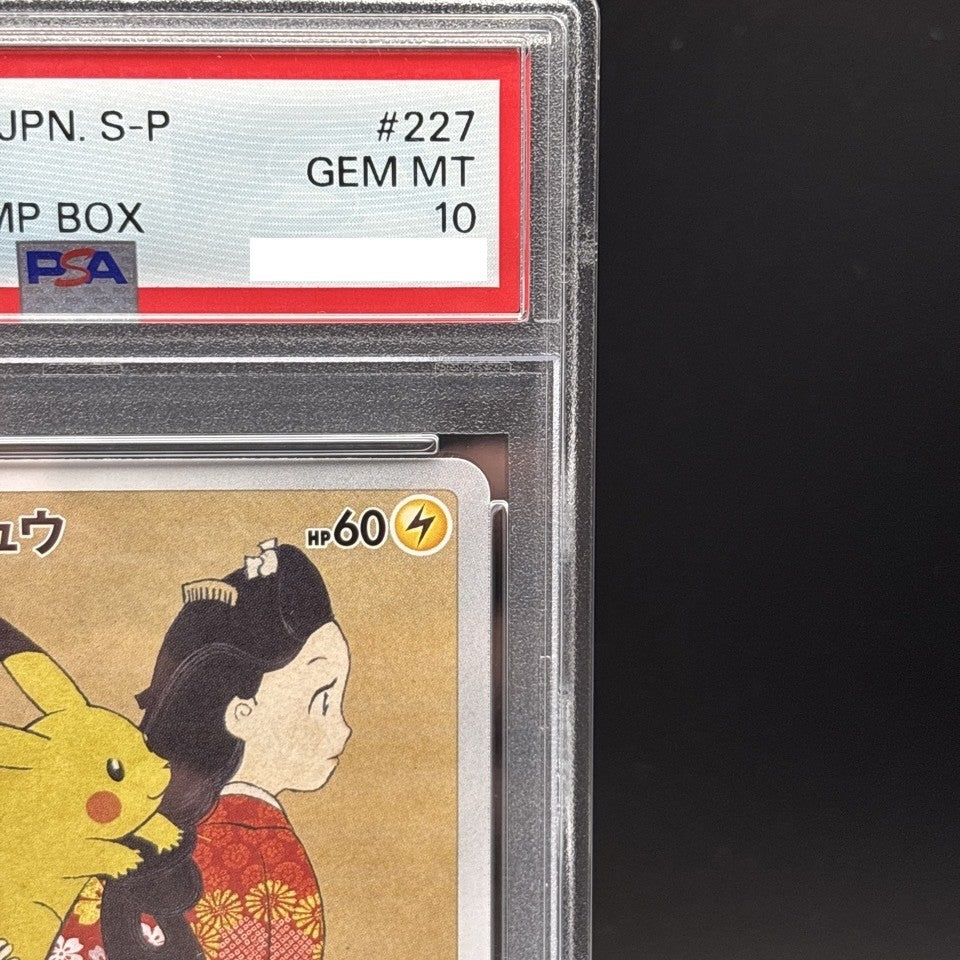 JPN. S-P #227
GEM MT
MP BOX 10
PSA
ュウ HP60